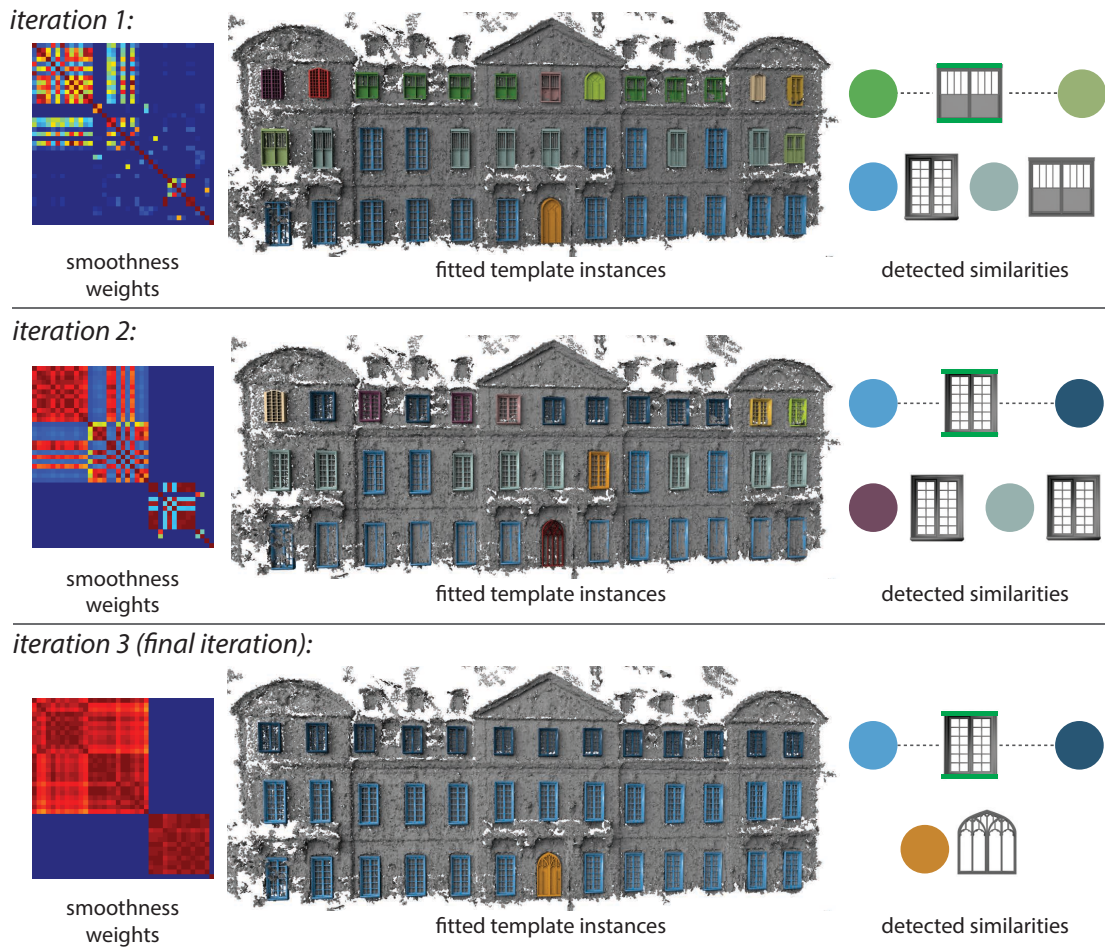 iteration 1:
smoothness
weights
fitted template instances
detected similarities
iteration 2:
smoothness
weights
fitted template instances
detected similarities
iteration 3 (final iteration):
smoothness
weights
fitted template instances
detected similarities